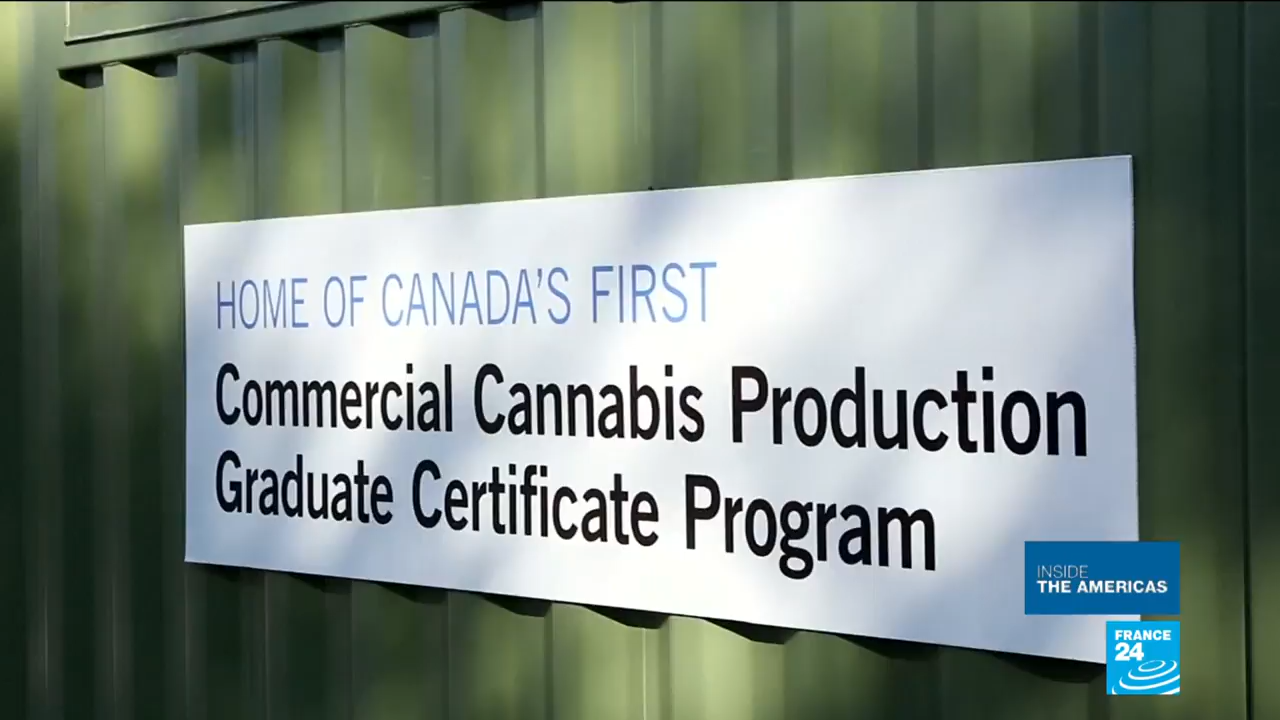 HOME OF CANADA'S FIRST
Commercial Cannabis Production
Graduate Certificate Program
INSIDE
THE AMERICAS
FRANCE
24